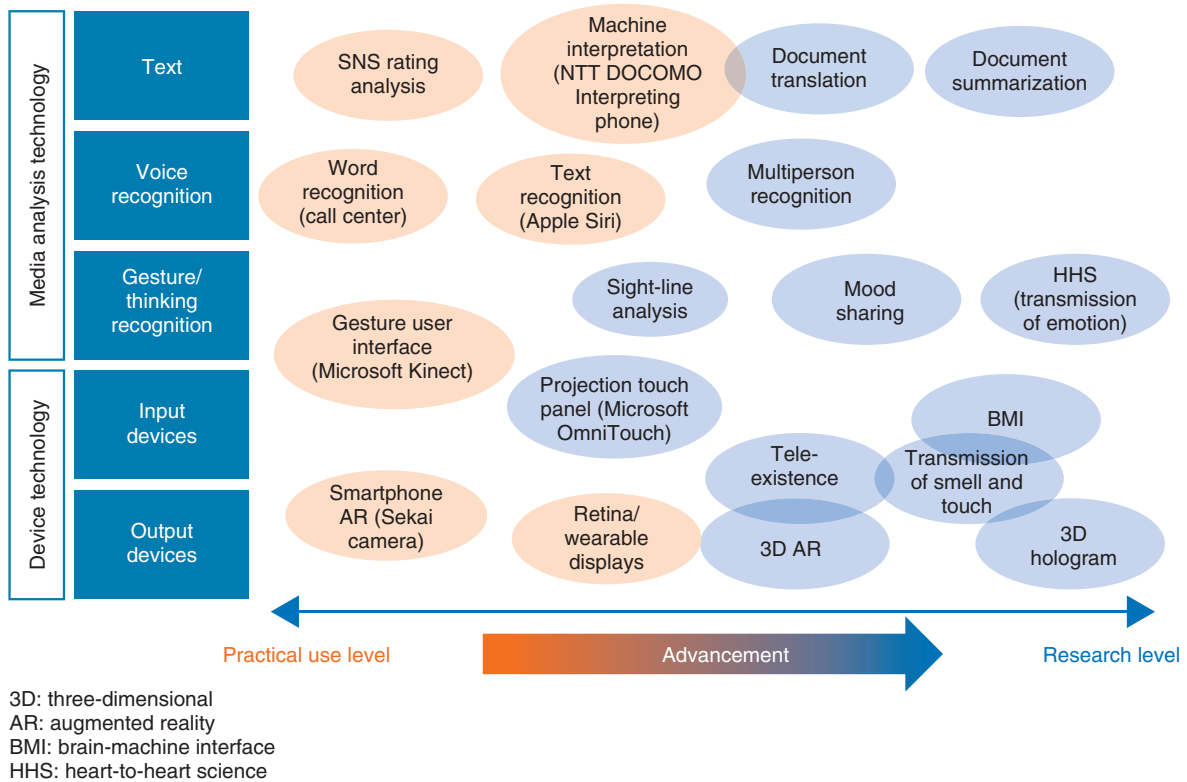 Media analysis technology
Text
SNS rating
analysis
Machine
interpretation
(NTT DOCOMO
Interpreting
phone)
Document
translation
Document
summarization
Voice
recognition
Word
recognition
(call center)
Text
recognition
(Apple Siri)
Multiperson
recognition
Gesture/
thinking
recognition
Gesture user
interface
(Microsoft Kinect)
Sight-line
analysis
Mood
sharing
HHS
(transmission
of emotion)
Device technology
Input
devices
Projection touch
panel (Microsoft
OmniTouch)
BMI
Tele-
existence
Transmission
of smell and
touch
Output
devices
Smartphone
AR (Sekai
camera)
Retina/
wearable
displays
3D AR
3D
hologram
Practical use level
Advancement
Research level
3D: three-dimensional
AR: augmented reality
BMI: brain-machine interface
HHS: heart-to-heart science